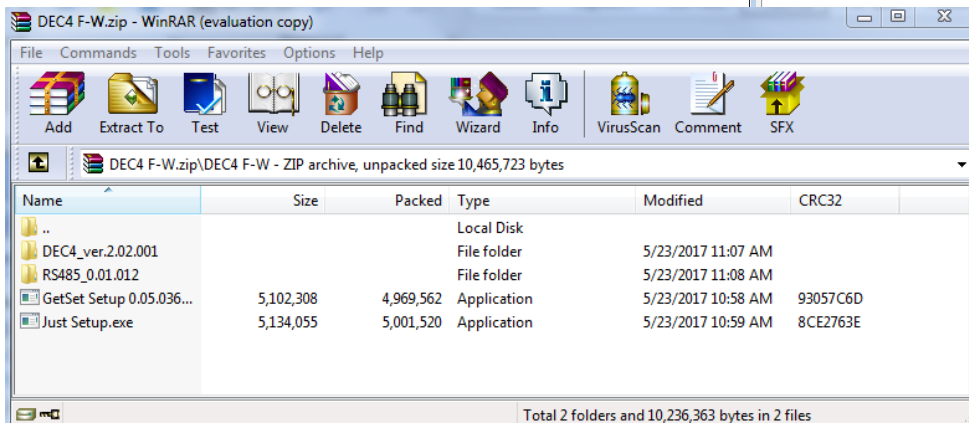 DEC4 F-W.zip - WinRAR (evaluation copy)
File Commands Tools Favorites Options Help
Add Extract To Test View Delete Find Wizard Info VirusScan Comment SFX
DEC4 F-W.zip\DEC4 F-W - ZIP archive, unpacked size 10,465,723 bytes
Name Size Packed Type Modified CRC32
.. Local Disk
DEC4_ver.2.02.001 File folder 5/23/2017 11:07 AM
RS485_0.01.012 File folder 5/23/2017 11:08 AM
GetSet Setup 0.05.036... 5,102,308 4,969,562 Application 5/23/2017 10:58 AM 93057C6D
Just Setup.exe 5,134,055 5,001,520 Application 5/23/2017 10:59 AM 8CE2763E
Total 2 folders and 10,236,363 bytes in 2 files